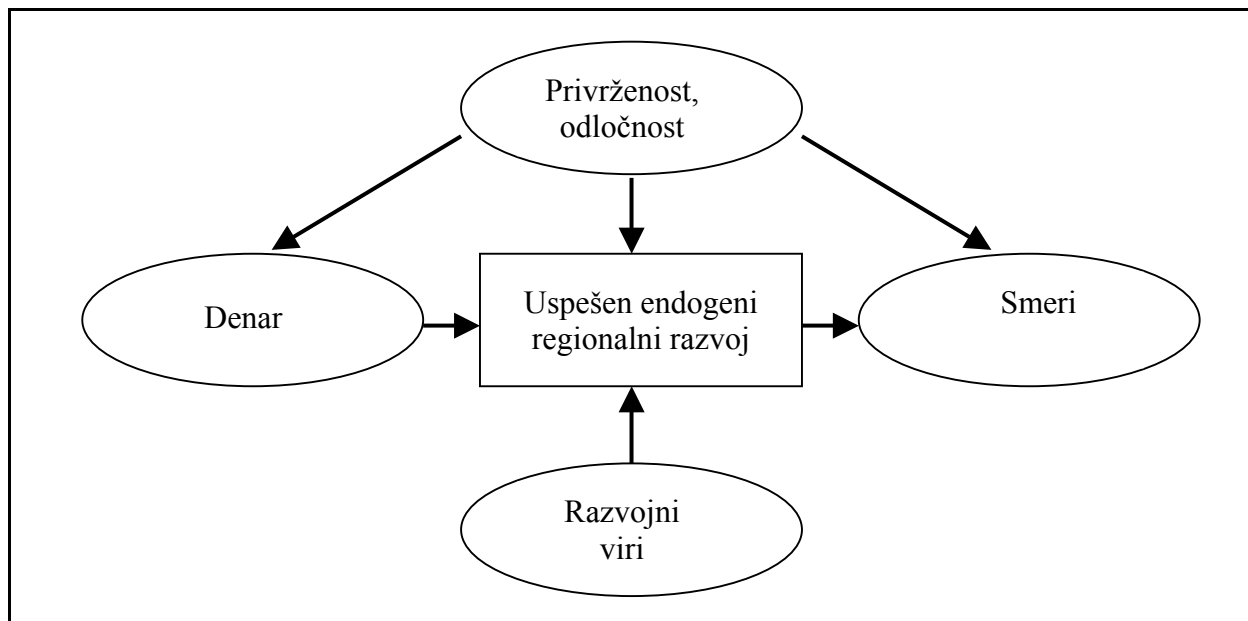 Privrženost,
odločnost
Denar
Uspešen endogeni
regionalni razvoj
Smeri
Razvojni
viri